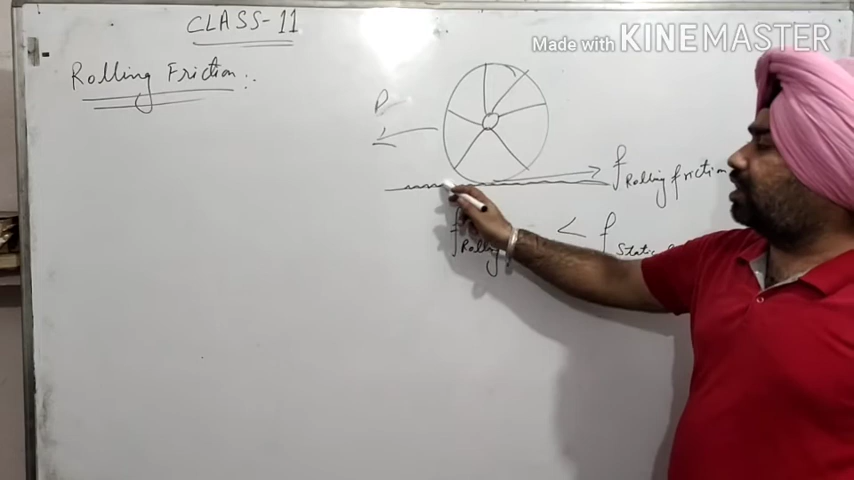 CLASS-11
Made with KINEMASTER
Rolling Friction :.
P
f Rolling friction
f Rolling < f Static